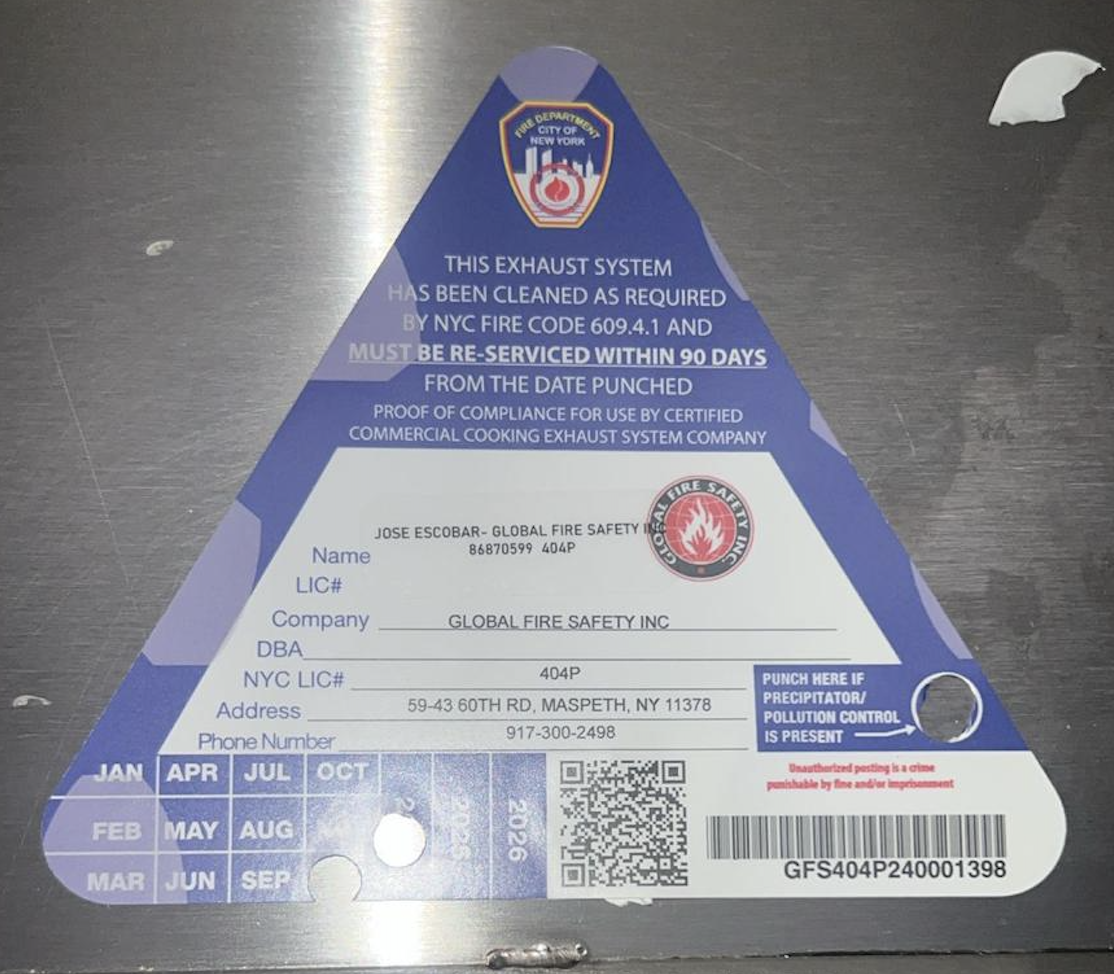 FIRE DEPARTMENT
CITY OF
NEW YORK
THIS EXHAUST SYSTEM
HAS BEEN CLEANED AS REQUIRED
BY NYC FIRE CODE 609.4.1 AND
MUST BE RE-SERVICED WITHIN 90 DAYS
FROM THE DATE PUNCHED
PROOF OF COMPLIANCE FOR USE BY CERTIFIED
COMMERCIAL COOKING EXHAUST SYSTEM COMPANY
GLOBAL FIRE SAFETY INC.
JOSE ESCOBAR- GLOBAL FIRE SAFETY INC
86870599 404P
Name
LIC#
Company GLOBAL FIRE SAFETY INC
DBA
NYC LIC# 404P
Address 59-43 60TH RD, MASPETH, NY 11378
Phone Number 917-300-2498
PUNCH HERE IF
PRECIPITATOR/
POLLUTION CONTROL
IS PRESENT
JAN APR JUL OCT
FEB MAY AUG
MAR JUN SEP
2025
2026
Unauthorized posting is a crime
punishable by fine and/or imprisonment
GFS404P240001398